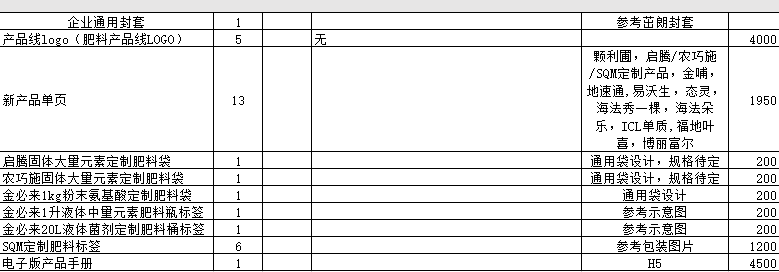 企业通用封套 1 参考茁朗封套
产品线logo（肥料产品线LOGO） 5 无 4000
新产品单页 13 颗利圃，启腾/农巧施 1950
/SQM定制产品，金哺，
地速通,易沃生，态灵，
海法秀一棵，海法朵
乐，ICL单质,福地叶
喜，博丽富尔
启腾固体大量元素定制肥料袋 1 通用袋设计，规格待定 200
农巧施固体大量元素定制肥料袋 1 通用袋设计，规格待定 200
金必来1kg粉末氨基酸定制肥料袋 1 通用袋设计 200
金必来1升液体中量元素肥料瓶标签 1 参考示意图 200
金必来20L液体菌剂定制肥料桶标签 1 参考示意图 200
SQM定制肥料标签 6 参考包装图片 1200
电子版产品手册 1 H5 4500